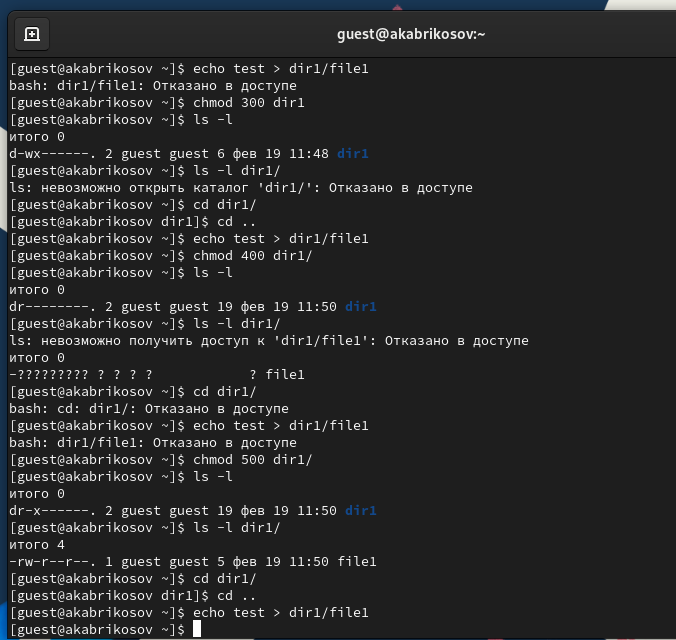 guest@akabrikosov:~
[guest@akabrikosov ~]$ echo test > dir1/file1
bash: dir1/file1: Отказано в доступе
[guest@akabrikosov ~]$ chmod 300 dir1
[guest@akabrikosov ~]$ ls -l
итого 0
d-wx------. 2 guest guest 6 фев 19 11:48 dir1
[guest@akabrikosov ~]$ ls -l dir1/
ls: невозможно открыть каталог 'dir1/': Отказано в доступе
[guest@akabrikosov ~]$ cd dir1/
[guest@akabrikosov dir1]$ cd ..
[guest@akabrikosov ~]$ echo test > dir1/file1
[guest@akabrikosov ~]$ chmod 400 dir1/
[guest@akabrikosov ~]$ ls -l
итого 0
dr--------. 2 guest guest 19 фев 19 11:50 dir1
[guest@akabrikosov ~]$ ls -l dir1/
ls: невозможно получить доступ к 'dir1/file1': Отказано в доступе
итого 0
-????????? ? ? ? ?            ? file1
[guest@akabrikosov ~]$ cd dir1/
bash: cd: dir1/: Отказано в доступе
[guest@akabrikosov ~]$ echo test > dir1/file1
bash: dir1/file1: Отказано в доступе
[guest@akabrikosov ~]$ chmod 500 dir1/
[guest@akabrikosov ~]$ ls -l
итого 0
dr-x------. 2 guest guest 19 фев 19 11:50 dir1
[guest@akabrikosov ~]$ ls -l dir1/
итого 4
-rw-r--r--. 1 guest guest 5 фев 19 11:50 file1
[guest@akabrikosov ~]$ cd dir1/
[guest@akabrikosov dir1]$ cd ..
[guest@akabrikosov ~]$ echo test > dir1/file1
[guest@akabrikosov ~]$